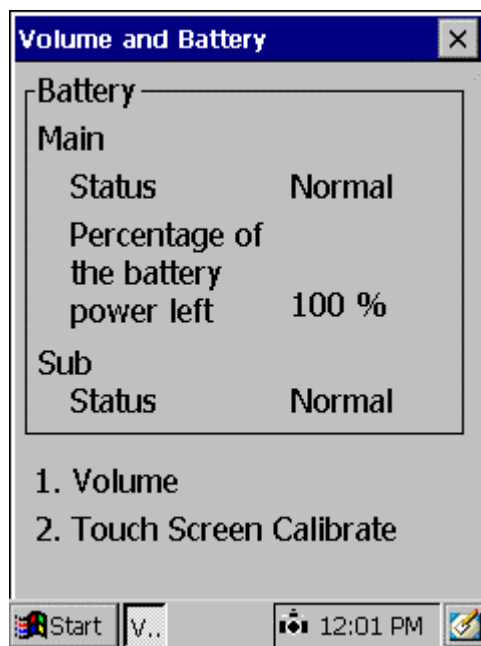 Volume and Battery
Battery
Main
Status Normal
Percentage of
the battery
power left 100 %
Sub
Status Normal
1. Volume
2. Touch Screen Calibrate
Start V.. 12:01 PM